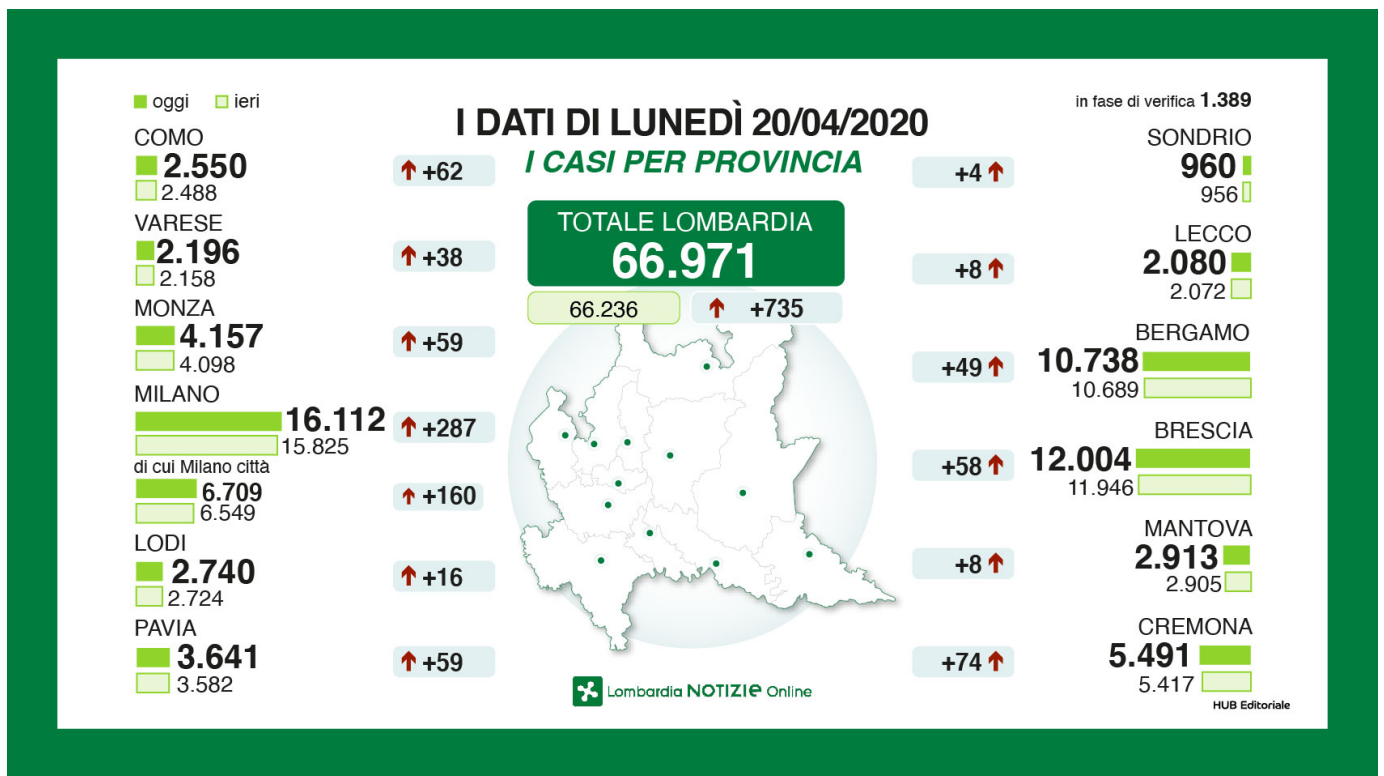 oggi ieri
I DATI DI LUNEDÌ 20/04/2020
I CASI PER PROVINCIA
in fase di verifica 1.389
TOTALE LOMBARDIA
66.971
66.236 +735
COMO
2.550 +62
2.488
VARESE
2.196 +38
2.158
MONZA
4.157 +59
4.098
MILANO
16.112 +287
15.825
di cui Milano città
6.709 +160
6.549
LODI
2.740 +16
2.724
PAVIA
3.641 +59
3.582
SONDRIO
+4 960
956
LECCO
+8 2.080
2.072
BERGAMO
+49 10.738
10.689
BRESCIA
+58 12.004
11.946
MANTOVA
+8 2.913
2.905
CREMONA
+74 5.491
5.417
Lombardia NOTIZIE Online
HUB Editoriale